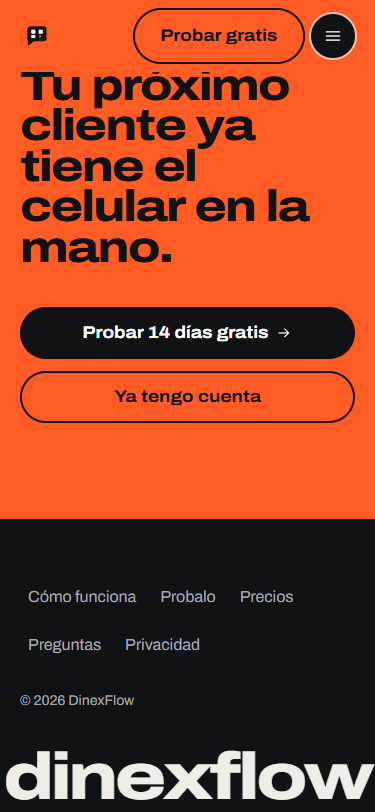 Probar gratis
Tu próximo
cliente ya
tiene el
celular en la
mano.
Probar 14 días gratis →
Ya tengo cuenta
Cómo funciona Probalo Precios
Preguntas Privacidad
© 2026 DinexFlow
dinexflow